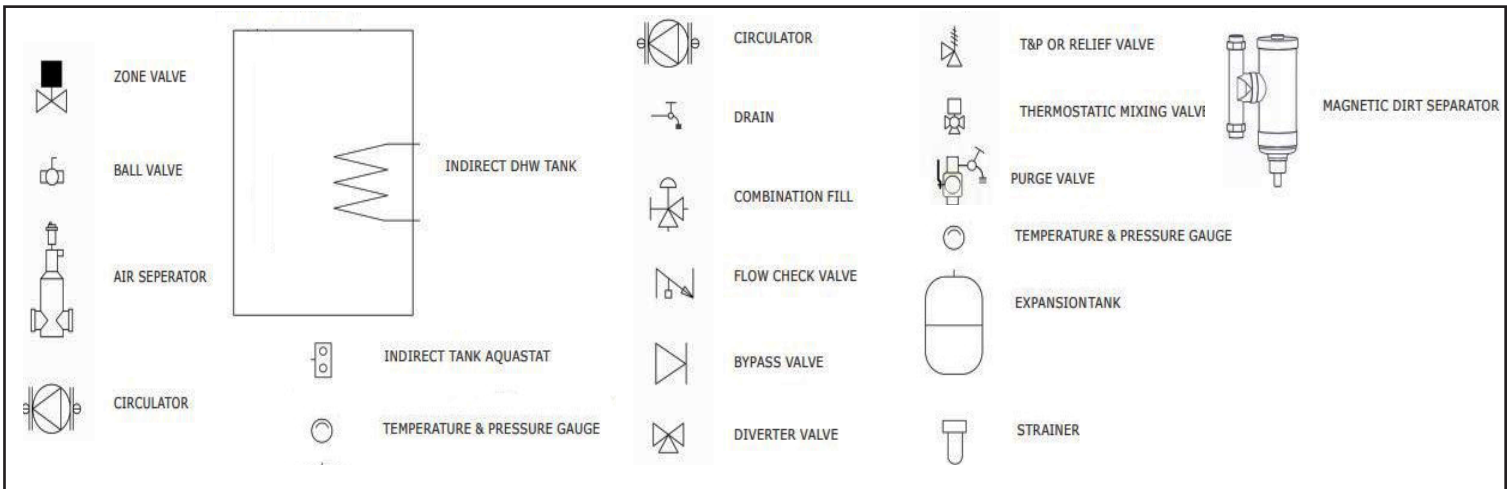 ZONE VALVE
BALL VALVE
AIR SEPERATOR
CIRCULATOR
INDIRECT DHW TANK
INDIRECT TANK AQUASTAT
TEMPERATURE & PRESSURE GAUGE
CIRCULATOR
DRAIN
COMBINATION FILL
FLOW CHECK VALVE
BYPASS VALVE
DIVERTER VALVE
T&P OR RELIEF VALVE
THERMOSTATIC MIXING VALVE
PURGE VALVE
TEMPERATURE & PRESSURE GAUGE
EXPANSIONTANK
STRAINER
MAGNETIC DIRT SEPARATOR